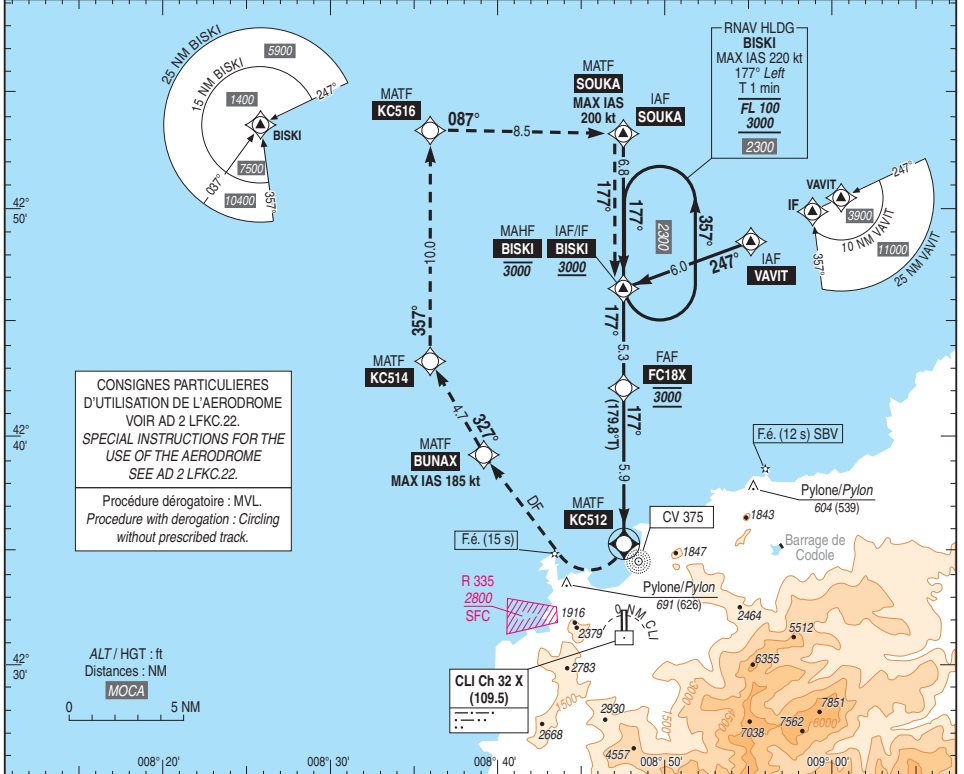 25 NM BISKI
5900
15 NM BISKI
1400
247°
BISKI
7500
037°
10400
357°
MATF
KC516
087°
8.5
MATF
SOUKA
MAX IAS
200 kt
IAF
SOUKA
RNAV HLDG
BISKI
MAX IAS 220 kt
177° Left
T 1 min
FL 100
3000
2300
6.8
177°
177°
2300
357°
VAVIT
IF
247°
3900
10 NM VAVIT
11000
357°
25 NM VAVIT
42°
50'
10.0
MAHF
BISKI
3000
IAF/IF
BISKI
3000
6.0
247°
IAF
VAVIT
177°
5.3
357°
MATF
KC514
FAF
FC18X
3000
CONSIGNES PARTICULIERES
D'UTILISATION DE L'AERODROME
VOIR AD 2 LFKC.22.
SPECIAL INSTRUCTIONS FOR THE
USE OF THE AERODROME
SEE AD 2 LFKC.22.
Procédure dérogatoire : MVL.
Procedure with derogation : Circling
without prescribed track.
4.7
327°
177°
(179.8°T)
42°
40'
MATF
BUNAX
MAX IAS 185 kt
5.9
F.é. (12 s) SBV
DF
MATF
KC512
CV 375
Pylone/Pylon
604 (539)
1843
F.é. (15 s)
1847
Barrage de
Codole
R 335
2800
SFC
Pylone/Pylon
691 (626)
1916
2379
0 NM CLI
2464
5512
ALT / HGT : ft
Distances : NM
MOCA
0 5 NM
42°
30'
2783
6355
3000
CLI Ch 32 X
(109.5)
1500
2930
1500
1500
7851
7562
6000
7038
2668
4557
008° 20'
008° 30'
008° 40'
008° 50'
009° 00'